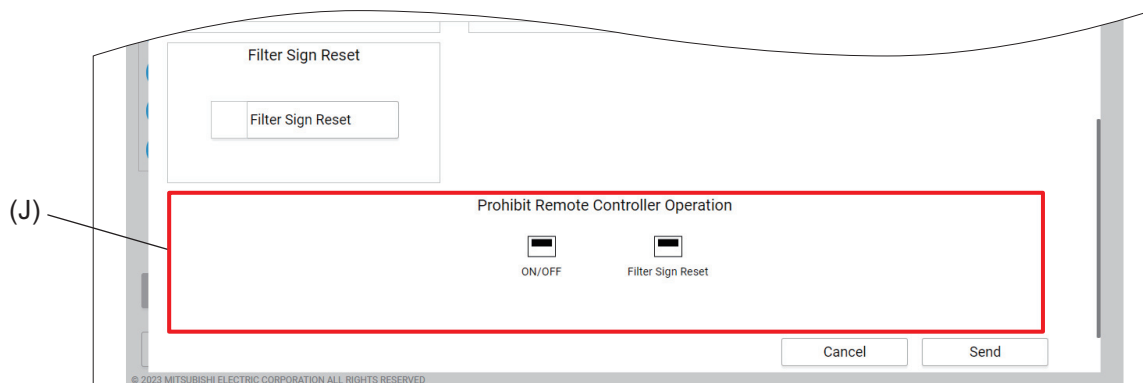 Filter Sign Reset
Filter Sign Reset
(J)
Prohibit Remote Controller Operation
ON/OFF
Filter Sign Reset
Cancel
Send
© 2023 MITSUBISHI ELECTRIC CORPORATION ALL RIGHTS RESERVED